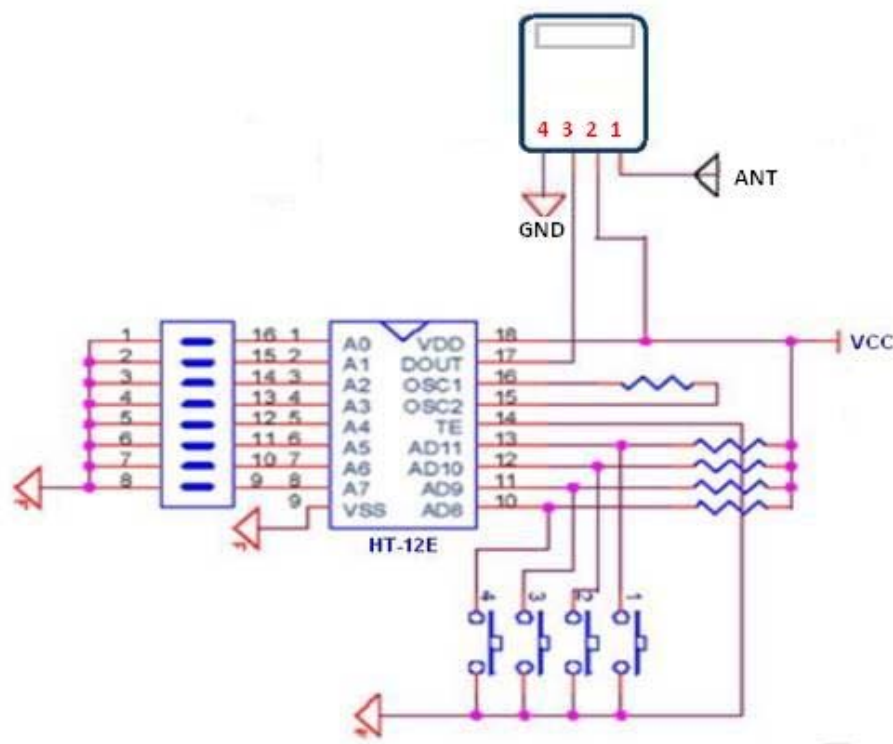 4 3 2 1
ANT
GND
VCC
1 16 1 A0 VDD 18
2 15 2 A1 DOUT 17
3 14 3 A2 OSC1 16
4 13 4 A3 OSC2 15
5 12 5 A4 TE 14
6 11 6 A5 AD11 13
7 10 7 A6 AD10 12
8 9 8 A7 AD9 11
9 VSS AD8 10
HT-12E
4 3 2 1